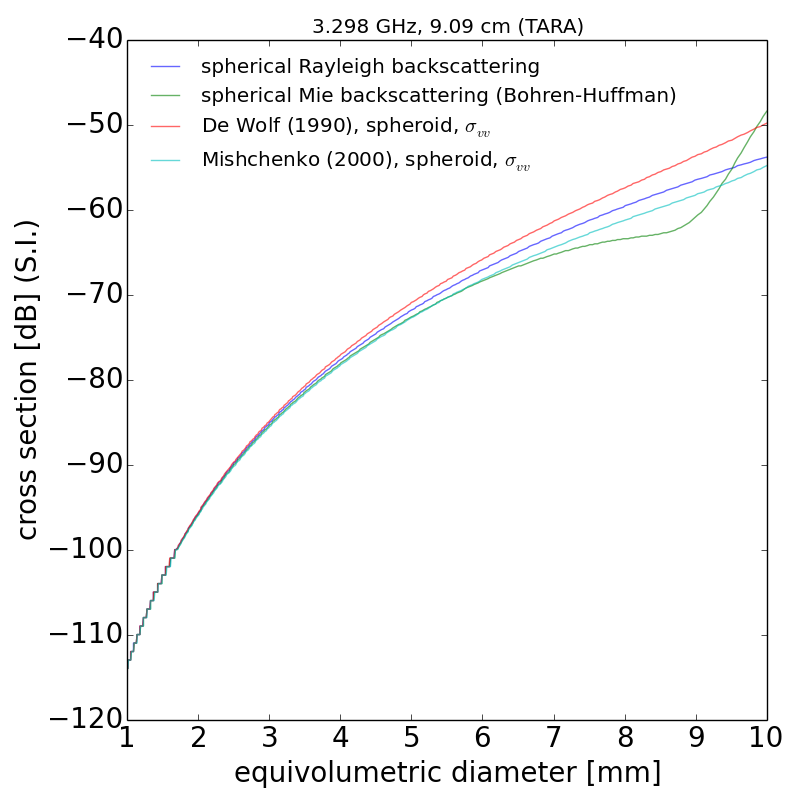 3.298 GHz, 9.09 cm (TARA)
spherical Rayleigh backscattering
spherical Mie backscattering (Bohren-Huffman)
De Wolf (1990), spheroid, σvv
Mishchenko (2000), spheroid, σvv
cross section [dB] (S.I.)
−40
−50
−60
−70
−80
−90
−100
−110
−120
1 2 3 4 5 6 7 8 9 10
equivolumetric diameter [mm]